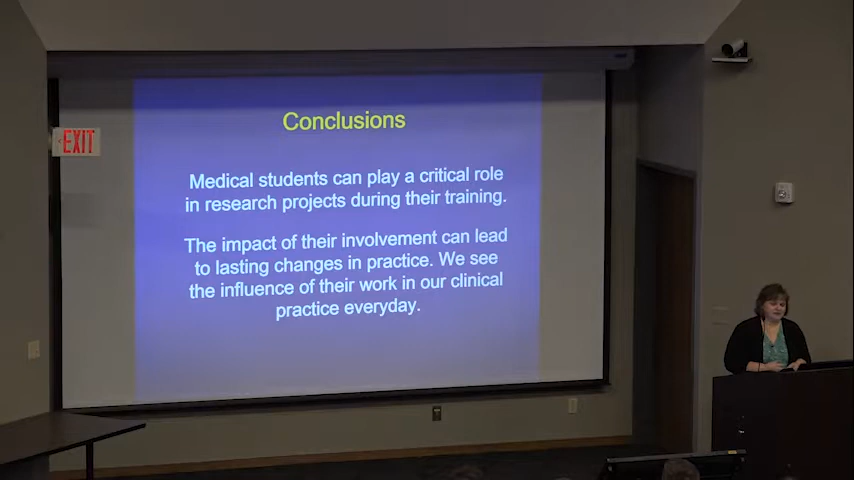 Conclusions
EXIT
Medical students can play a critical role
in research projects during their training.
The impact of their involvement can lead
to lasting changes in practice. We see
the influence of their work in our clinical
practice everyday.